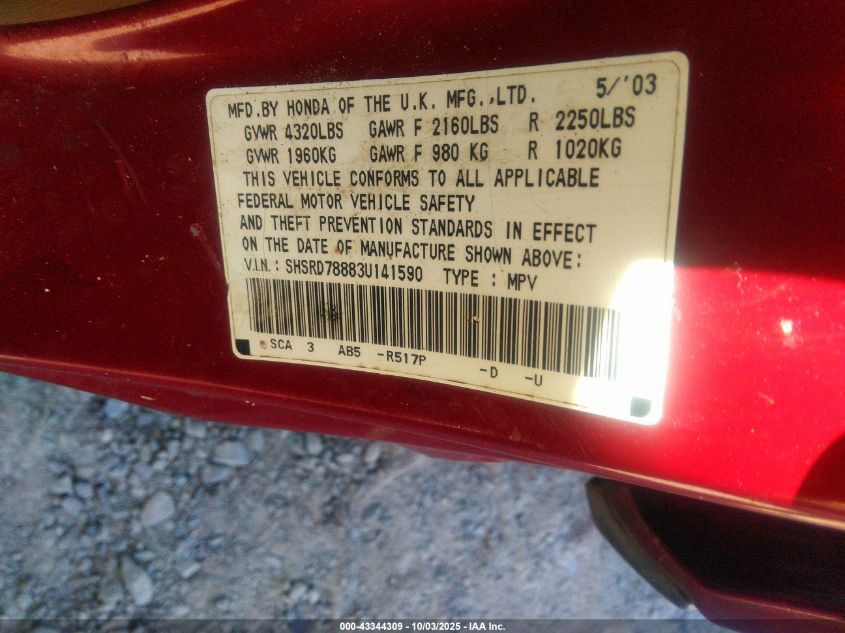 MFD.BY HONDA OF THE U.K. MFG.,LTD. 5/'03
GVWR 4320LBS GAWR F 2160LBS R 2250LBS
GVWR 1960KG GAWR F 980 KG R 1020KG
THIS VEHICLE CONFORMS TO ALL APPLICABLE
FEDERAL MOTOR VEHICLE SAFETY
AND THEFT PREVENTION STANDARDS IN EFFECT
ON THE DATE OF MANUFACTURE SHOWN ABOVE:
V.I.N.: SHSRD78883U141590 TYPE : MPV
SCA 3 AB5 -R517P -D -U
000-43344309 | 10/03/2025 - IAA Inc.